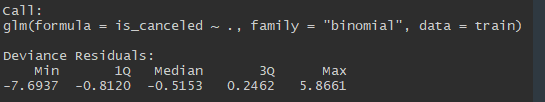 Call:
glm(formula = is_canceled ~ ., family = "binomial", data = train)
Deviance Residuals:
Min 1Q Median 3Q Max
-7.6937 -0.8120 -0.5153 0.2462 5.8661